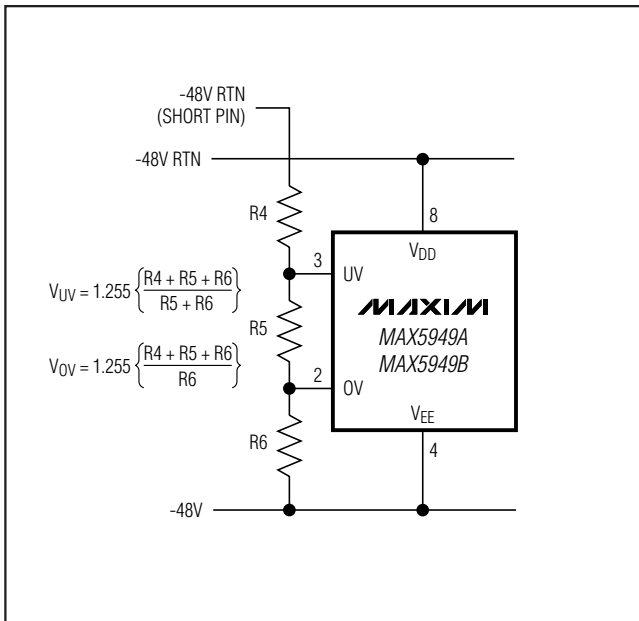 -48V RTN
(SHORT PIN)
-48V RTN
R4
8
VDD
3
UV
VUV = 1.255 {R4 + R5 + R6 / R5 + R6}
MAXIM
MAX5949A
MAX5949B
R5
VOV = 1.255 {R4 + R5 + R6 / R6}
2
OV
VEE
R6
4
-48V